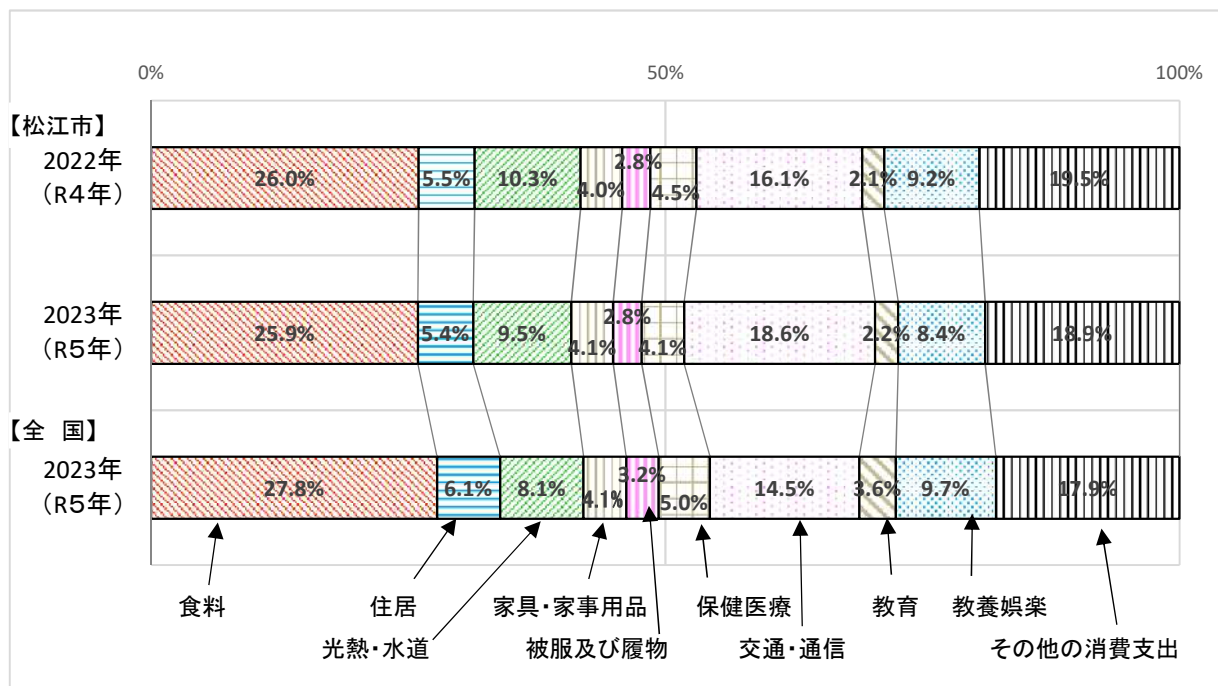 0% 50% 100%
【松江市】
2022年
（R4年）
26.0% 5.5% 10.3% 4.0% 2.8% 4.5% 16.1% 2.1% 9.2% 19.5%
2023年
（R5年）
25.9% 5.4% 9.5% 4.1% 2.8% 4.1% 18.6% 2.2% 8.4% 18.9%
【全　国】
2023年
（R5年）
27.8% 6.1% 8.1% 4.1% 3.2% 5.0% 14.5% 3.6% 9.7% 17.9%
食料 住居 家具・家事用品 保健医療 教育 教養娯楽
光熱・水道 被服及び履物 交通・通信 その他の消費支出